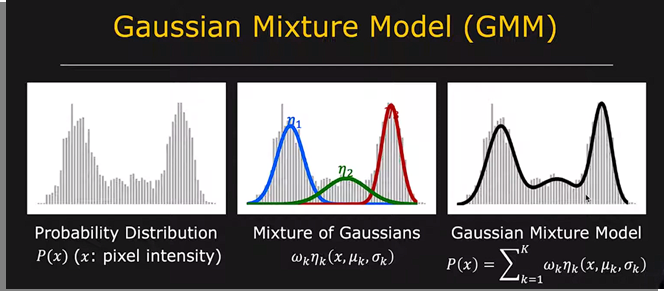 Gaussian Mixture Model (GMM)
η₁
η₂
η₃
Probability Distribution
P(x) (x: pixel intensity)
Mixture of Gaussians
ωₖηₖ(x, μₖ, σₖ)
Gaussian Mixture Model
P(x) = ∑ₖ₌₁ᴷ ωₖηₖ(x, μₖ, σₖ)